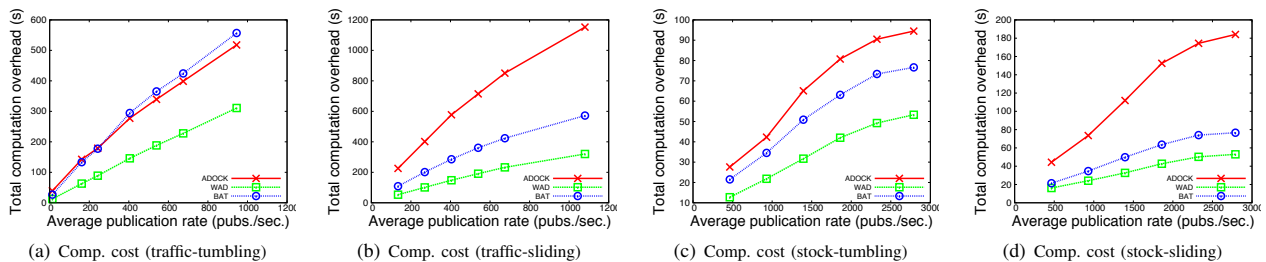 Total computation overhead (s)
600
500
400
300
200
100
0
0 200 400 600 800 1000 1200
Average publication rate (pubs./sec.)
ADOCK
WAD
BAT
(a) Comp. cost (traffic-tumbling)
Total computation overhead (s)
1200
1000
800
600
400
200
0
0 200 400 600 800 1000 1200
Average publication rate (pubs./sec.)
ADOCK
WAD
BAT
(b) Comp. cost (traffic-sliding)
Total computation overhead (s)
100
90
80
70
60
50
40
30
20
10
0 500 1000 1500 2000 2500 3000
Average publication rate (pubs./sec.)
ADOCK
WAD
BAT
(c) Comp. cost (stock-tumbling)
Total computation overhead (s)
200
180
160
140
120
100
80
60
40
20
0
0 500 1000 1500 2000 2500 3000
Average publication rate (pubs./sec.)
ADOCK
WAD
BAT
(d) Comp. cost (stock-sliding)